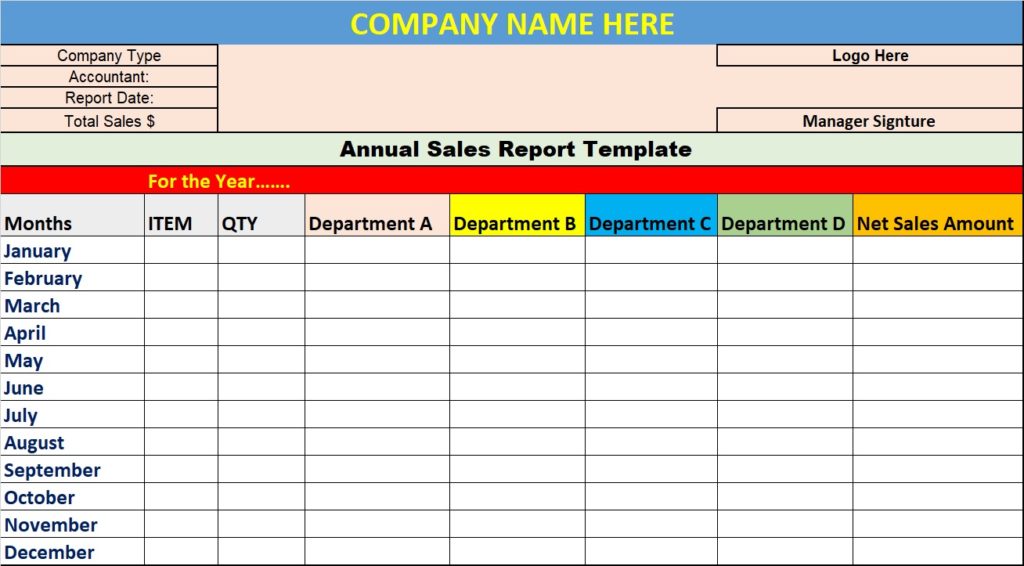 COMPANY NAME HERE
Company Type Logo Here
Accountant:
Report Date:
Total Sales $ Manager Signture
Annual Sales Report Template
For the Year.......
Months ITEM QTY Department A Department B Department C Department D Net Sales Amount
January
February
March
April
May
June
July
August
September
October
November
December